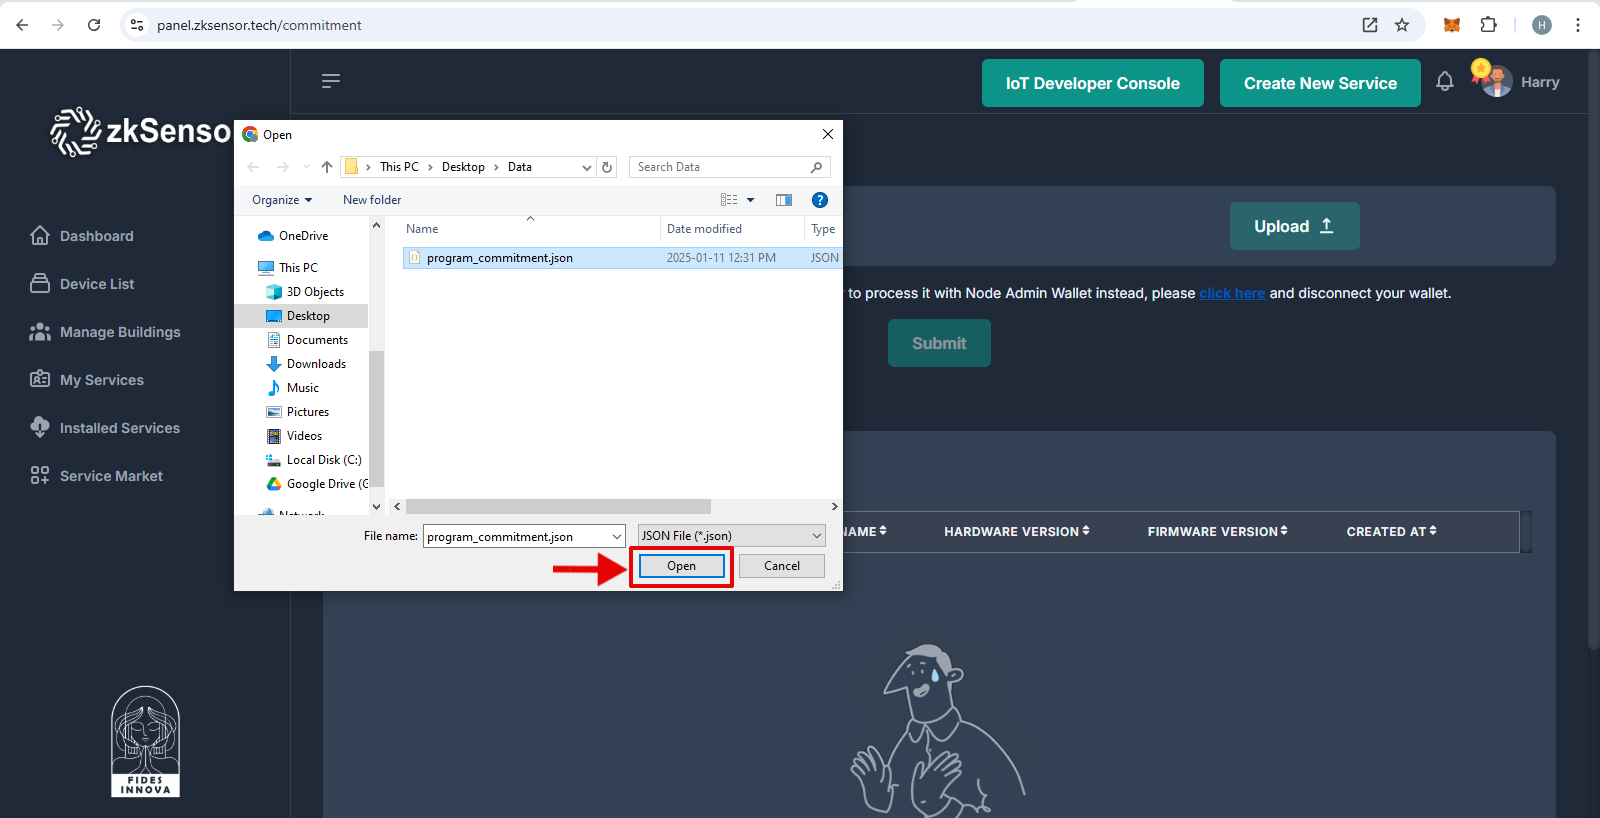 panel.zksensor.tech/commitment
H
IoT Developer Console
Create New Service
Harry
zkSenso
Dashboard
Device List
Manage Buildings
My Services
Installed Services
Service Market
FIDES
INNOVA
Open
This PC > Desktop > Data
Search Data
Organize
New folder
?
OneDrive
This PC
3D Objects
Desktop
Documents
Downloads
Music
Pictures
Videos
Local Disk (C:)
Google Drive (G
Network
Name
Date modified
Type
program_commitment.json
2025-01-11 12:31 PM
JSON
File name:
program_commitment.json
JSON File (*.json)
Open
Cancel
Upload
to process it with Node Admin Wallet instead, please click here and disconnect your wallet.
Submit
NAME
HARDWARE VERSION
FIRMWARE VERSION
CREATED AT